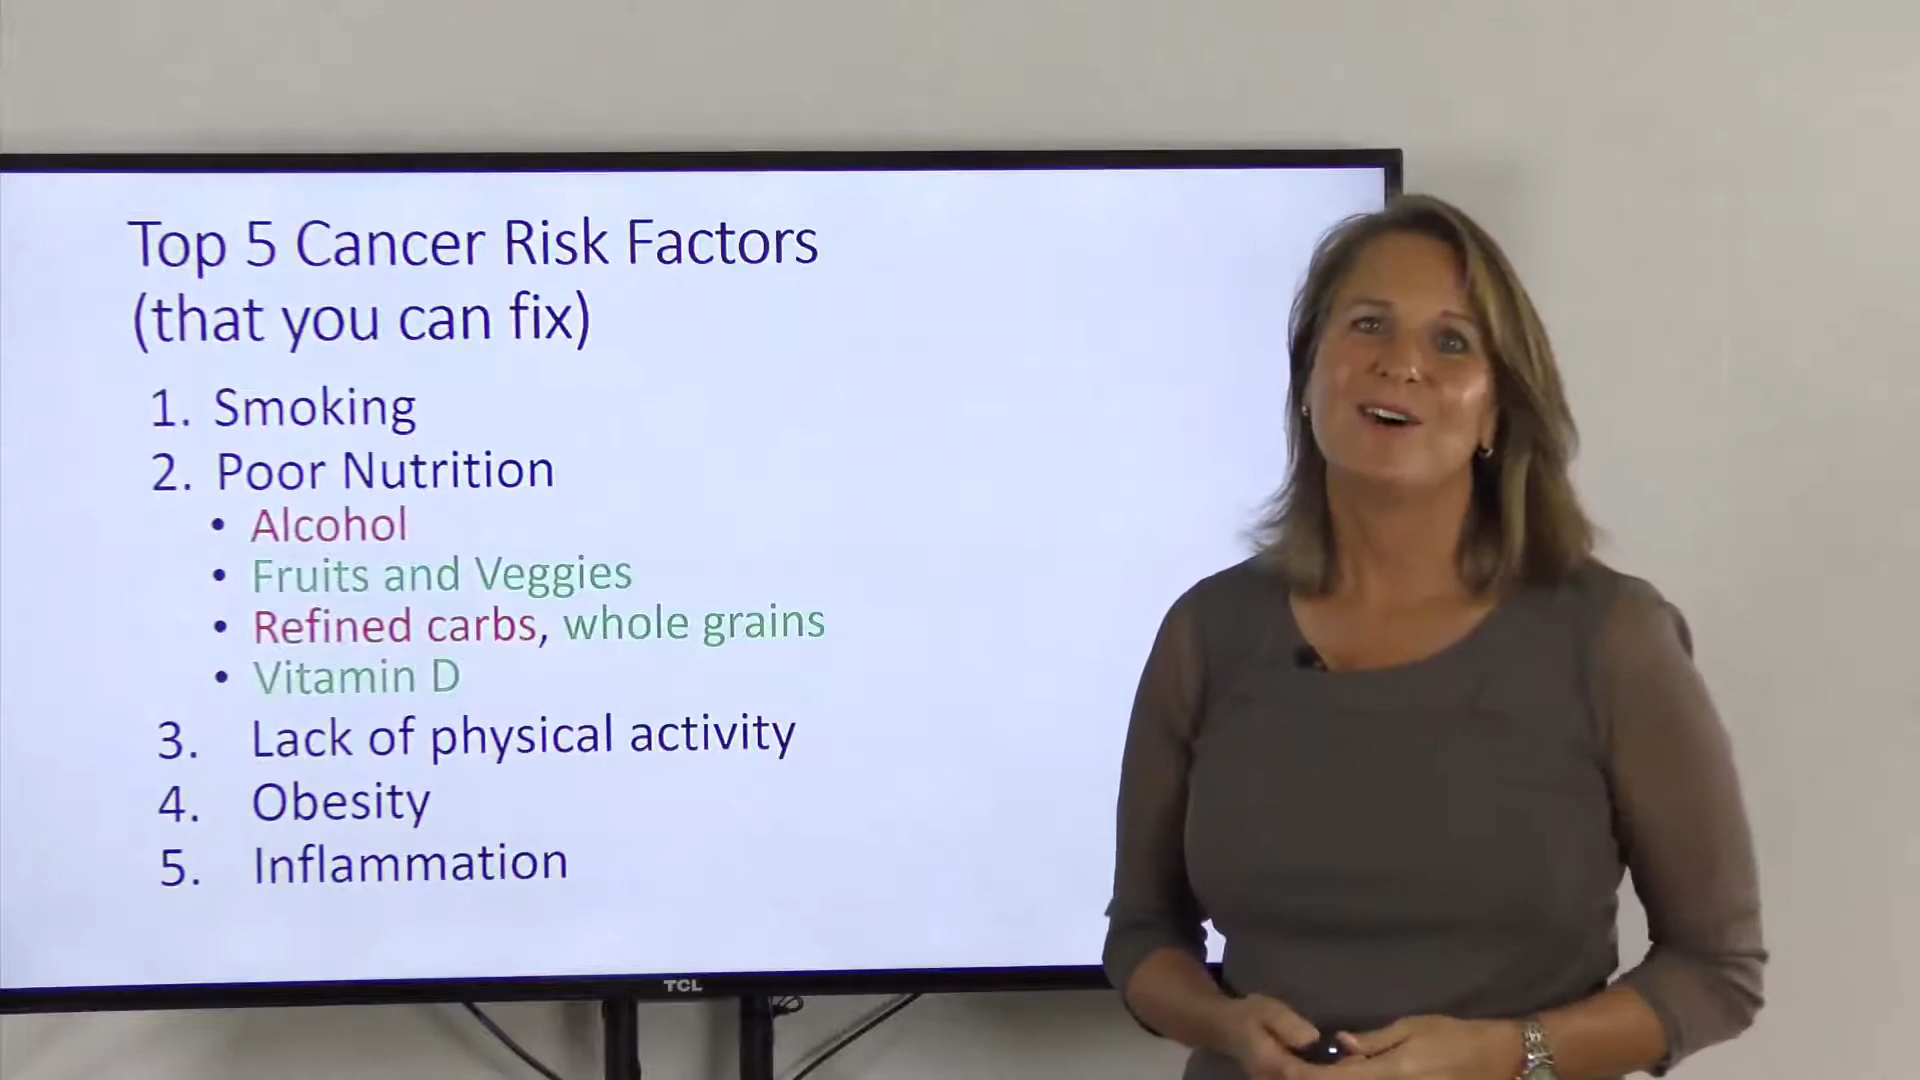 Top 5 Cancer Risk Factors
(that you can fix)
1. Smoking
2. Poor Nutrition
• Alcohol
• Fruits and Veggies
• Refined carbs, whole grains
• Vitamin D
3. Lack of physical activity
4. Obesity
5. Inflammation
TCL